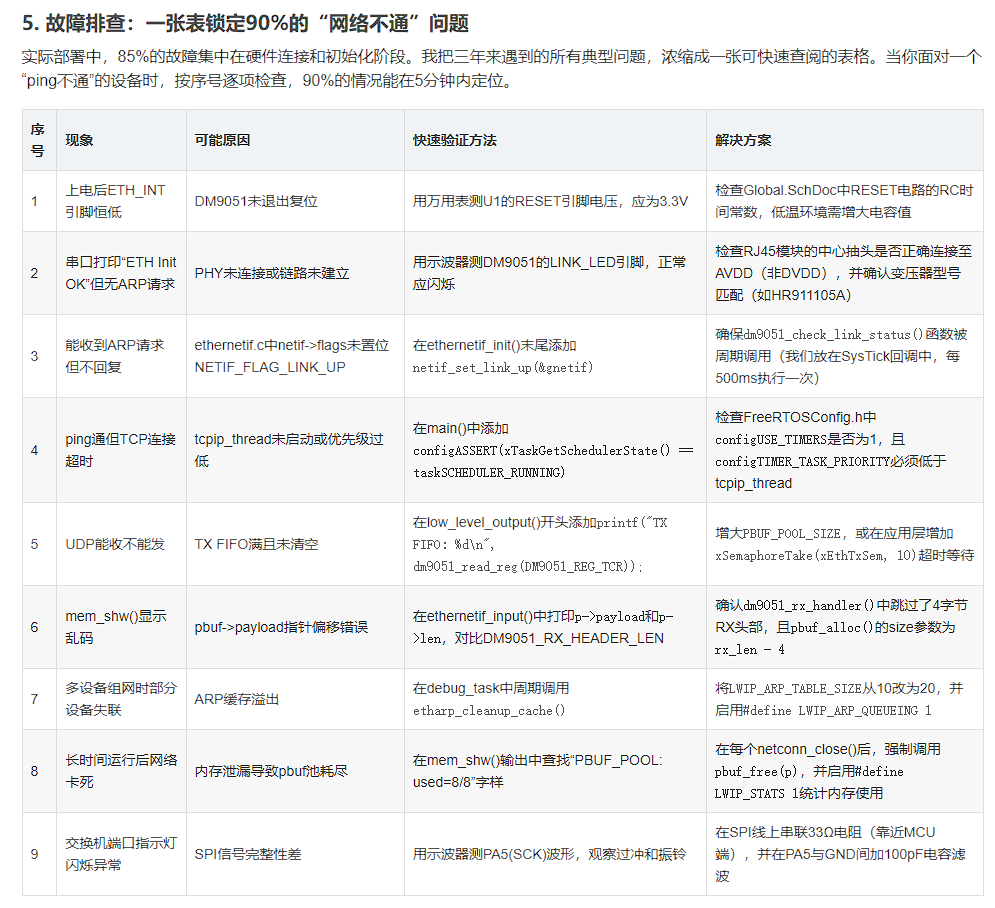 5. 故障排查：一张表锁定90%的“网络不通”问题
实际部署中，85%的故障集中在硬件连接和初始化阶段。我把三年来遇到的所有典型问题，浓缩成一张可快速查阅的表格。当你面对一个
“ping不通”的设备时，按序号逐项检查，90%的情况能在5分钟内定位。
序
号
现象
可能原因
快速验证方法
解决方案
1
上电后ETH_INT
引脚恒低
DM9051未退出复位
用万用表测U1的RESET引脚电压，应为3.3V
检查Global.SchDoc中RESET电路的RC时
间常数，低温环境需增大电容值
2
串口打印“ETH Init
OK”但无ARP请求
PHY未连接或链路未建立
用示波器测DM9051的LINK_LED引脚，正常
应闪烁
检查RJ45模块的中心抽头是否正确连接至
AVDD（非DVDD），并确认变压器型号
匹配（如HR911105A）
3
能收到ARP请求
但不回复
ethernetif.c中netif->flags未置位
NETIF_FLAG_LINK_UP
在ethernetif_init()末尾添加
netif_set_link_up(&gnetif)
确保dm9051_check_link_status()函数被
周期调用（我们放在SysTick回调中，每
500ms执行一次）
4
ping通但TCP连接
超时
tcpip_thread未启动或优先级过
低
在main()中添加
configASSERT(xTaskGetSchedulerState() ==
taskSCHEDULER_RUNNING)
检查FreeRTOSConfig.h中
configUSE_TIMERS是否为1，且
configTIMER_TASK_PRIORITY必须低于
tcpip_thread
5
UDP能收不能发
TX FIFO满且未清空
在low_level_output()开头添加printf("TX
FIFO: %d\n",
dm9051_read_reg(DM9051_REG_TCR));
增大PBUF_POOL_SIZE，或在应用层增加
xSemaphoreTake(xEthTxSem, 10)超时等待
6
mem_shw()显示
乱码
pbuf->payload指针偏移错误
在ethernetif_input()中打印p->payload和p-
>len，对比DM9051_RX_HEADER_LEN
确认dm9051_rx_handler()中跳过了4字节
RX头部，且pbuf_alloc()的size参数为
rx_len - 4
7
多设备组网时部分
设备失联
ARP缓存溢出
在debug_task中周期调用
etharp_cleanup_cache()
将LWIP_ARP_TABLE_SIZE从10改为20，并
启用#define LWIP_ARP_QUEUEING 1
8
长时间运行后网络
卡死
内存泄漏导致pbuf池耗尽
在mem_shw()输出中查找“PBUF_POOL:
used=8/8”字样
在每个netconn_close()后，强制调用
pbuf_free(p)，并启用#define
LWIP_STATS 1统计内存使用
9
交换机端口指示灯
闪烁异常
SPI信号完整性差
用示波器测PA5(SCK)波形，观察过冲和振铃
在SPI线上串联33Ω电阻（靠近MCU
端），并在PA5与GND间加100pF电容滤
波